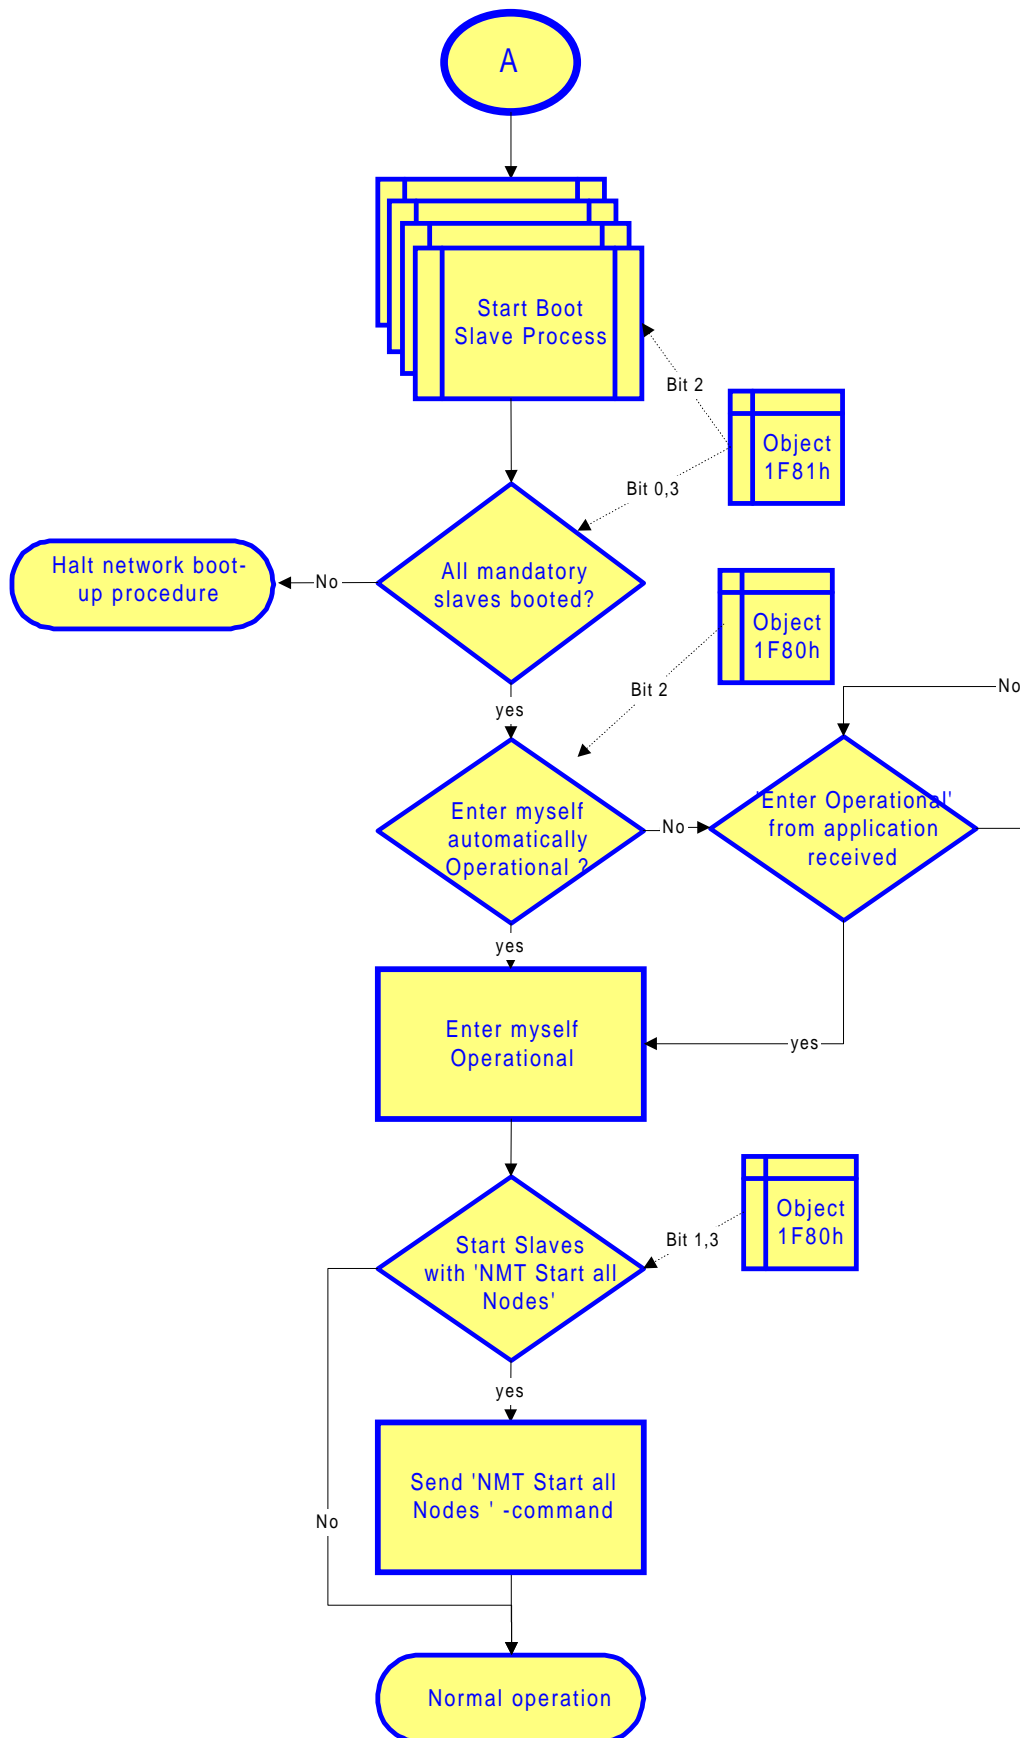 A
Start Boot
Slave Process
Bit 2
Object
1F81h
Bit 0,3
Halt network boot-
up procedure
No
All mandatory
slaves booted?
Object
1F80h
Bit 2
yes
No
Enter myself
automatically
Operational ?
No
'Enter Operational'
from application
received
yes
Enter myself
Operational
yes
Object
1F80h
Bit 1,3
Start Slaves
with 'NMT Start all
Nodes'
yes
Send 'NMT Start all
Nodes ' -command
No
Normal operation